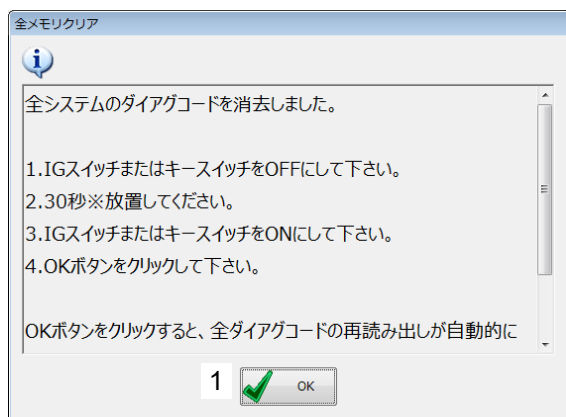 全メモリクリア
全システムのダイアグコードを消去しました。
1.IGスイッチまたはキースイッチをOFFにして下さい。
2.30秒※放置してください。
3.IGスイッチまたはキースイッチをONにして下さい。
4.OKボタンをクリックして下さい。
OKボタンをクリックすると、全ダイアグコードの再読み出しが自動的に
1
OK